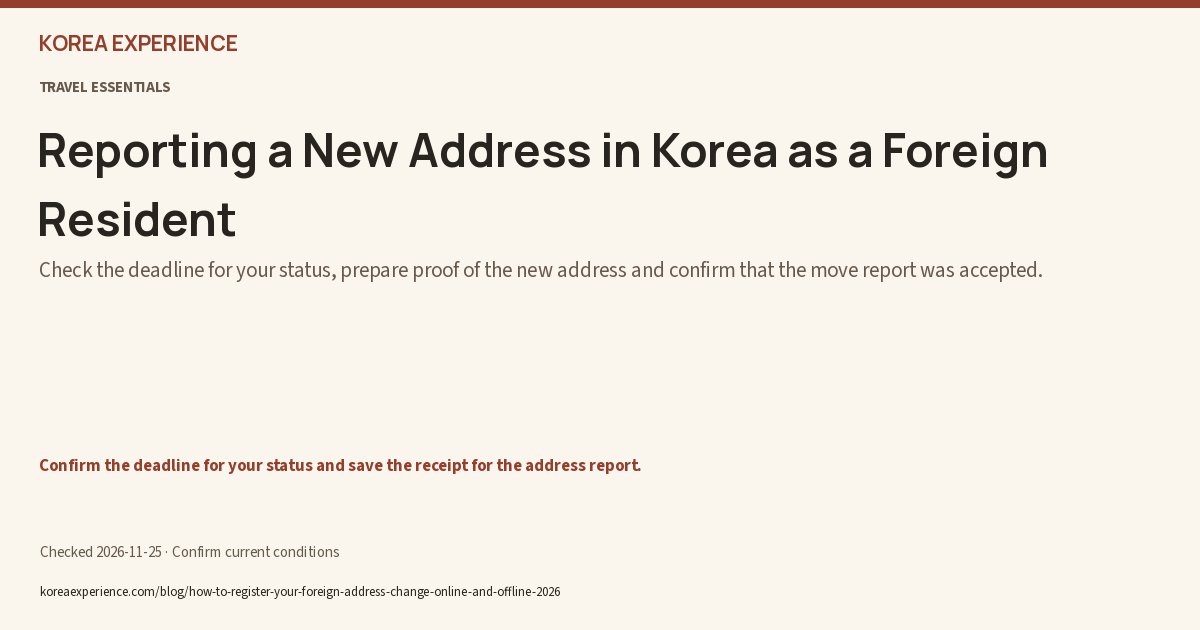 KOREA EXPERIENCE
TRAVEL ESSENTIALS
Reporting a New Address in Korea as a Foreign
Resident
Check the deadline for your status, prepare proof of the new address and confirm that the move report was accepted.
Confirm the deadline for your status and save the receipt for the address report.
Checked 2026-11-25 · Confirm current conditions
koreaexperience.com/blog/how-to-register-your-foreign-address-change-online-and-offline-2026